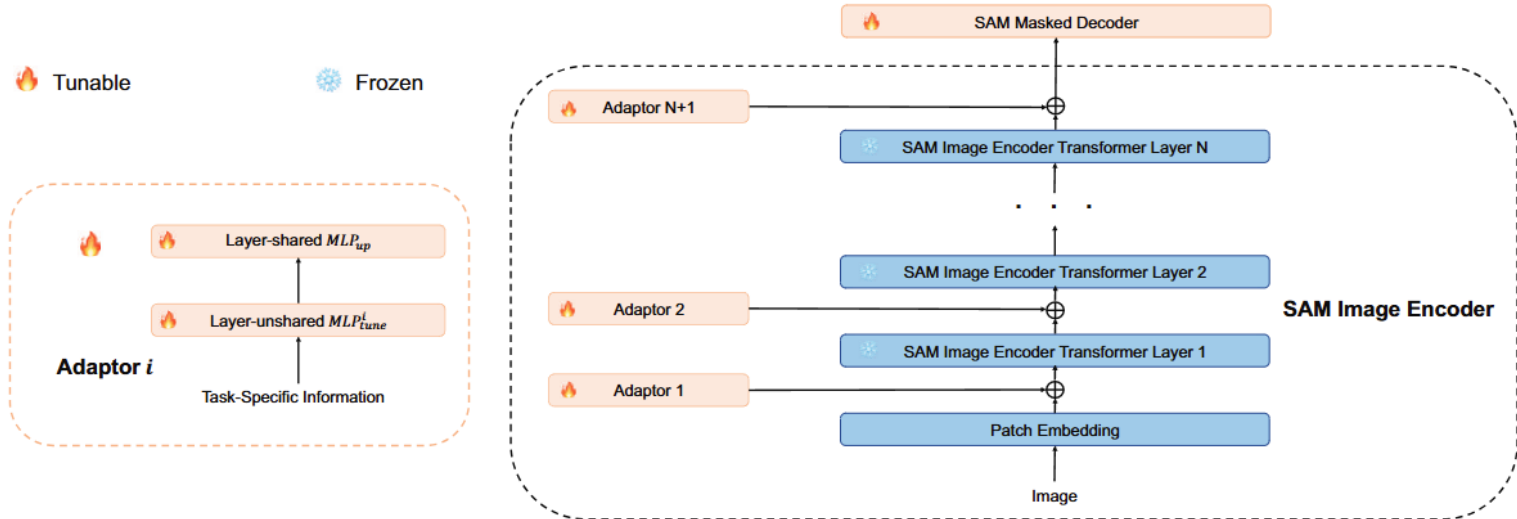 SAM Masked Decoder
Tunable
Frozen
Adaptor N+1
SAM Image Encoder Transformer Layer N
. . .
Layer-shared MLP_up
SAM Image Encoder Transformer Layer 2
Adaptor 2
SAM Image Encoder
Layer-unshared MLP^i_tune
SAM Image Encoder Transformer Layer 1
Adaptor i
Adaptor 1
Task-Specific Information
Patch Embedding
Image